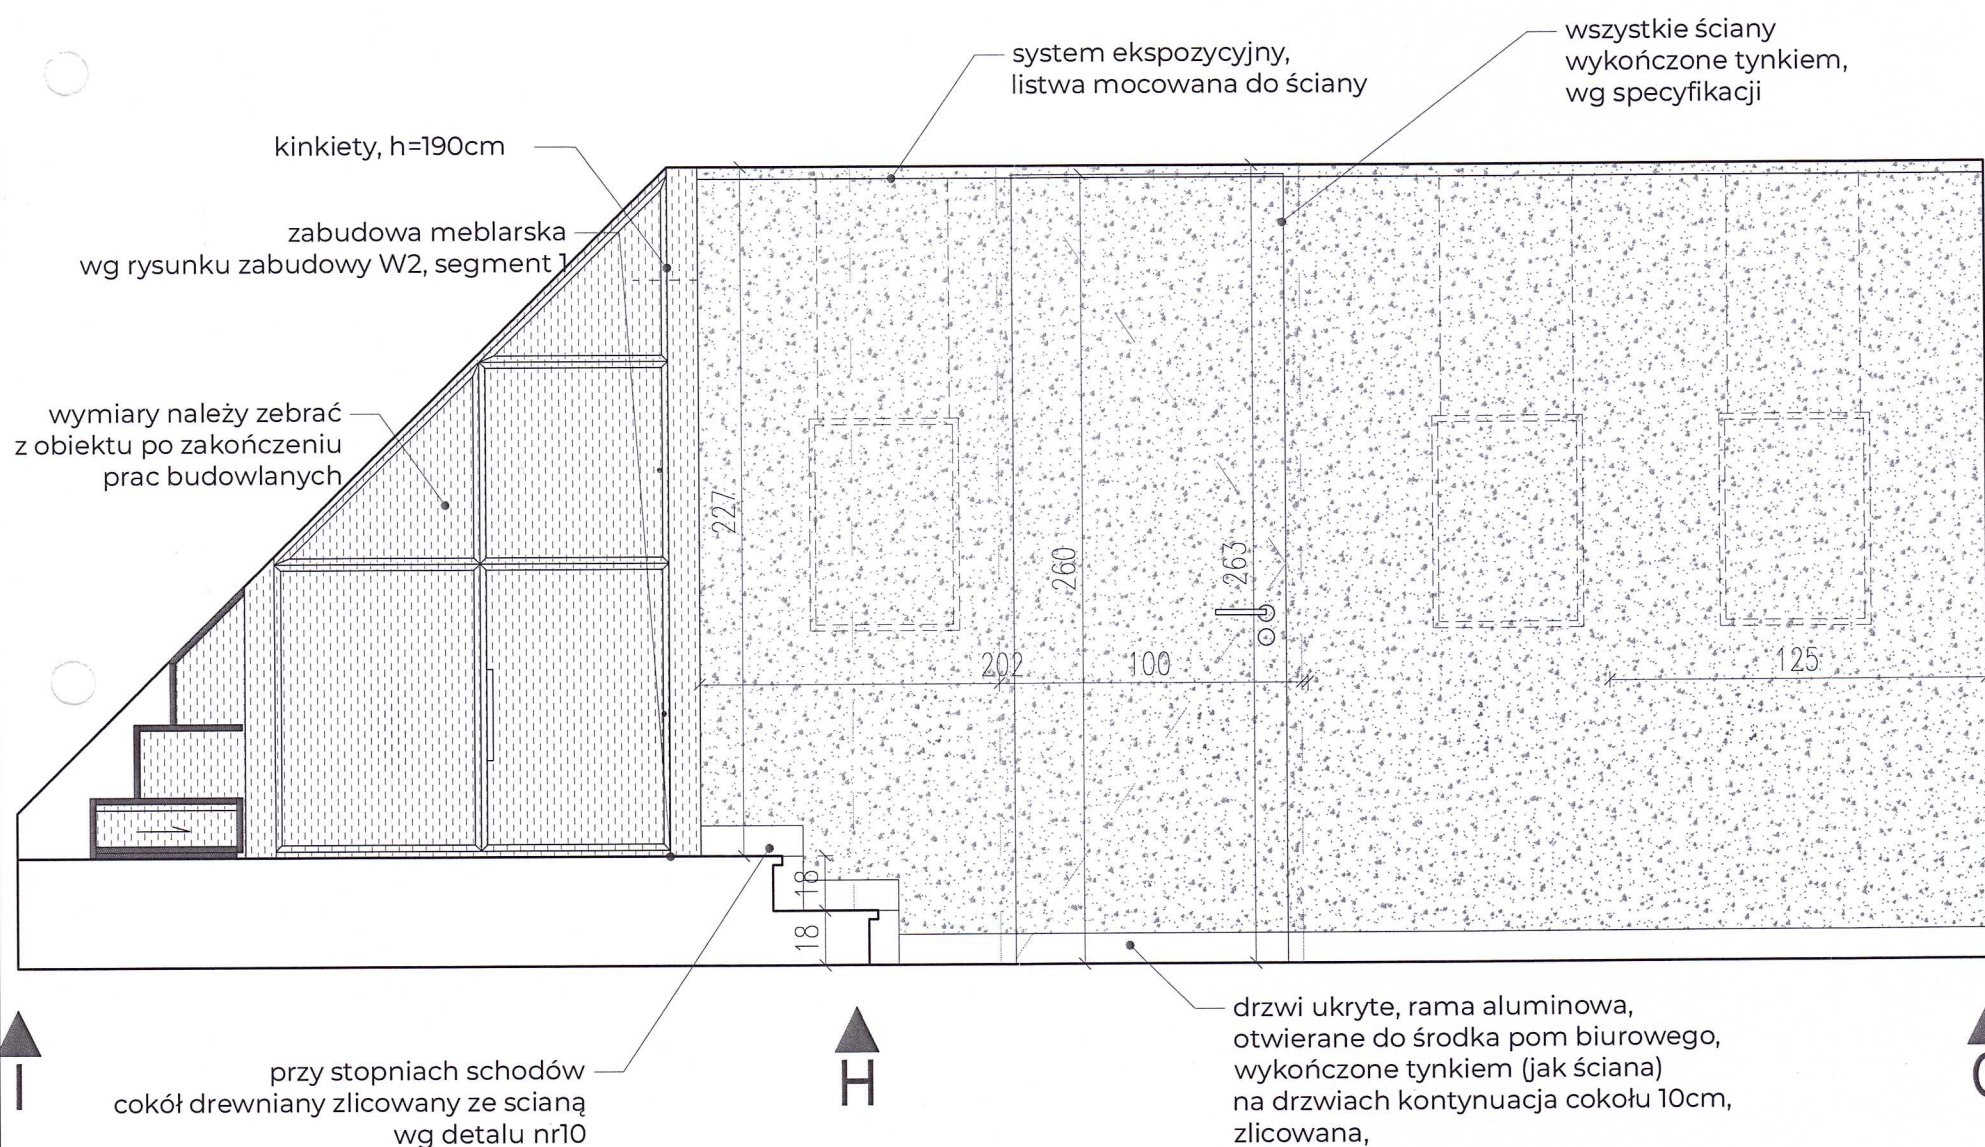 system ekspozycyjny,
listwa mocowana do ściany
wszystkie ściany
wykończone tynkiem,
wg specyfikacji
kinkiety, h=190cm
zabudowa meblarska
wg rysunku zabudowy W2, segment 1
wymiary należy zebrać
z obiektu po zakończeniu
prac budowlanych
227
260
263
202
100
125
18
18
I
H
przy stopniach schodów
cokół drewniany zlicowany ze scianą
wg detalu nr10
drzwi ukryte, rama aluminowa,
otwierane do środka pom biurowego,
wykończone tynkiem (jak ściana)
na drzwiach kontynuacja cokołu 10cm,
zlicowana,